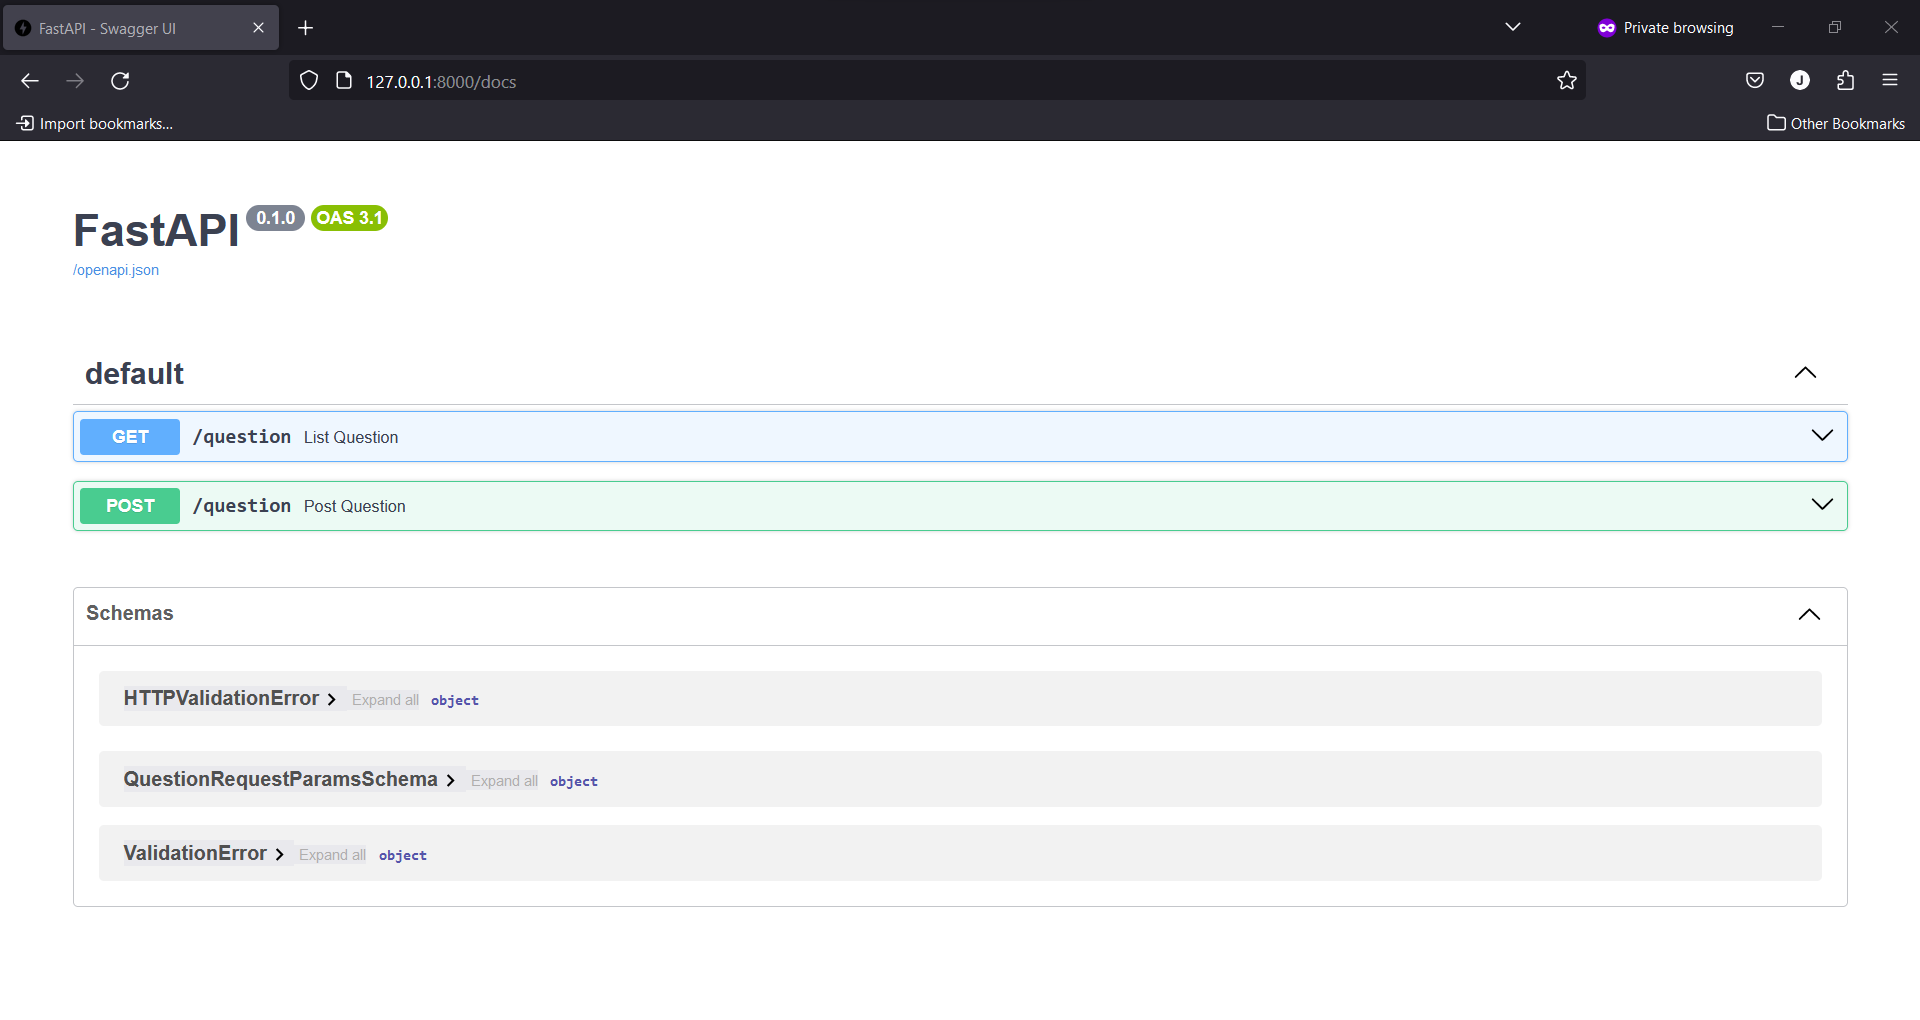 FastAPI - Swagger UI
Private browsing
127.0.0.1:8000/docs
J
Import bookmarks...
Other Bookmarks
FastAPI 0.1.0 OAS 3.1
/openapi.json
default
GET /question List Question
POST /question Post Question
Schemas
HTTPValidationError Expand all object
QuestionRequestParamsSchema Expand all object
ValidationError Expand all object